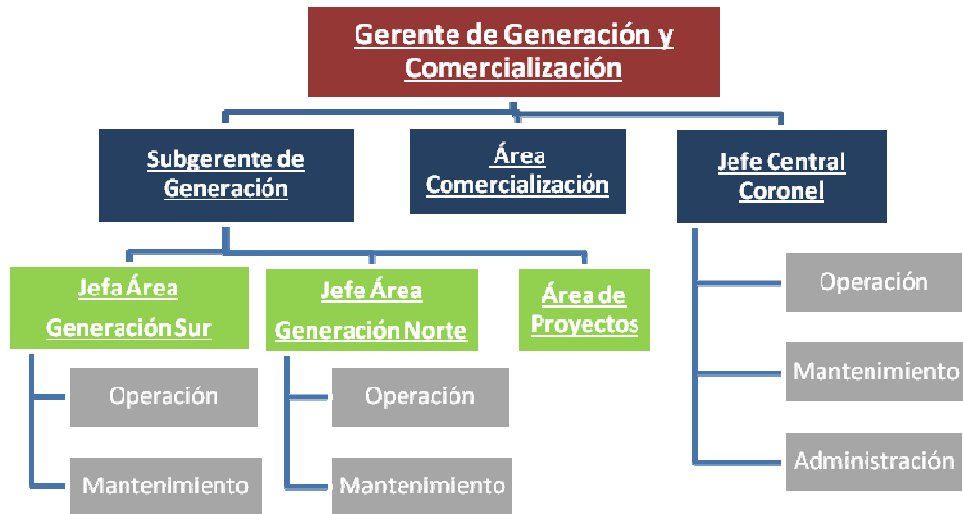 Gerente de Generación y
Comercialización
Subgerente de
Generación
Área
Comercialización
Jefe Central
Coronel
Jefa Área
Generación Sur
Jefe Área
Generación Norte
Área de
Proyectos
Operación
Mantenimiento
Operación
Mantenimiento
Operación
Mantenimiento
Administración